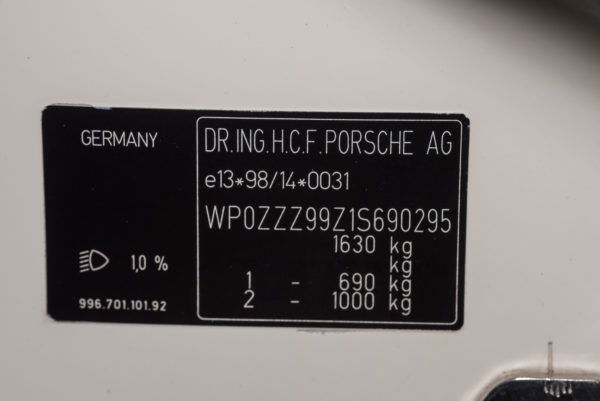 GERMANY
1,0 %
996.701.101.92
DR.ING.H.C.F.PORSCHE AG
e13*98/14*0031
WP0ZZZ99Z1S690295
1630 kg
kg
1 - 690 kg
2 - 1000 kg